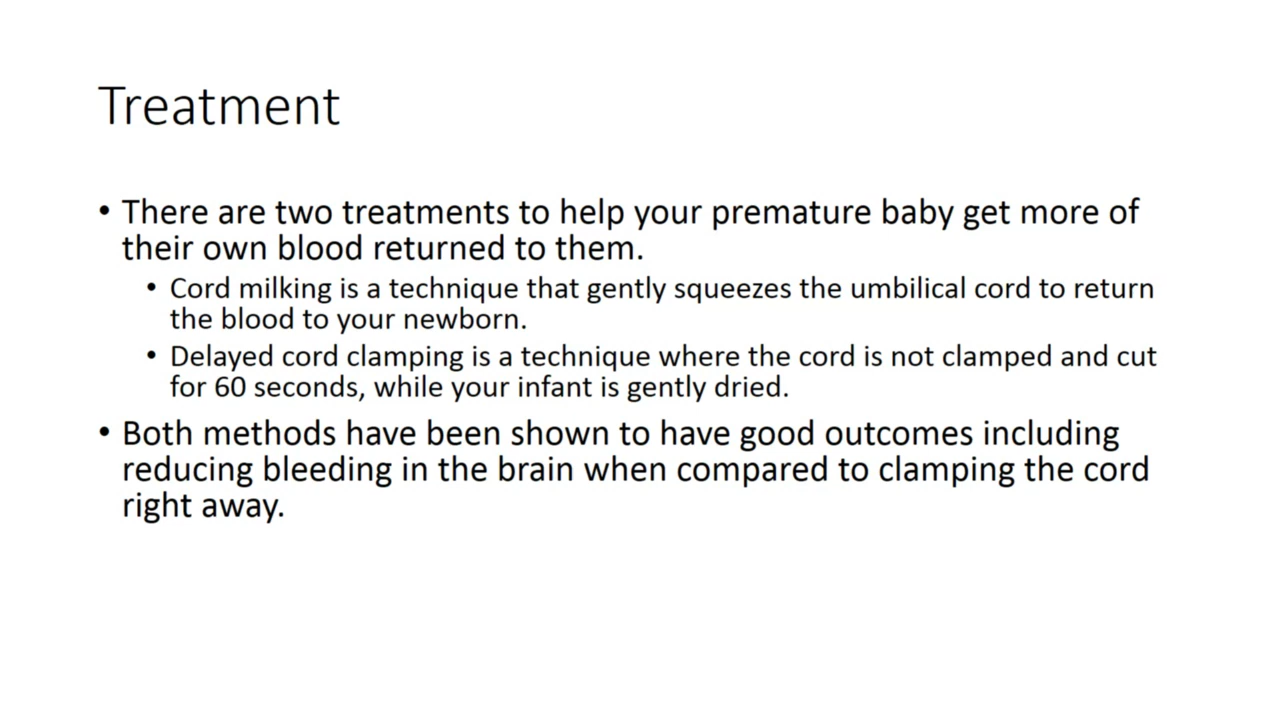 Treatment
• There are two treatments to help your premature baby get more of
their own blood returned to them.
• Cord milking is a technique that gently squeezes the umbilical cord to return
the blood to your newborn.
• Delayed cord clamping is a technique where the cord is not clamped and cut
for 60 seconds, while your infant is gently dried.
• Both methods have been shown to have good outcomes including
reducing bleeding in the brain when compared to clamping the cord
right away.